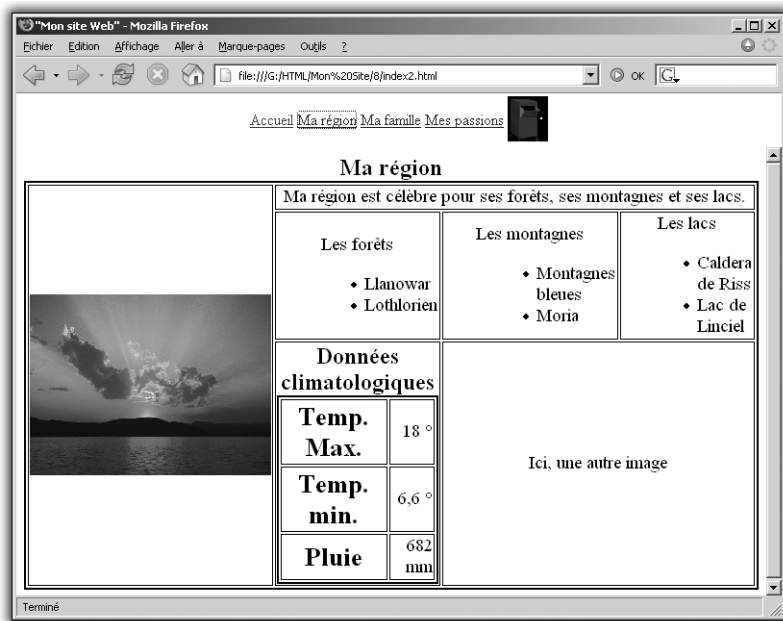 "Mon site Web" - Mozilla Firefox
Fichier Edition Affichage Aller à Marque-pages Outils ?
file:///G:/HTML/Mon%20Site/8/index2.html OK G
Accueil Ma région Ma famille Mes passions
Ma région
Ma région est célèbre pour ses forêts, ses montagnes et ses lacs.
Les forêts
• Llanowar
• Lothlorien
Les montagnes
• Montagnes
bleues
• Moria
Les lacs
• Caldera
de Riss
• Lac de
Linciel
Données
climatologiques
Temp.
Max.
18 °
Temp.
min.
6,6 °
Pluie
682
mm
Ici, une autre image
Terminé